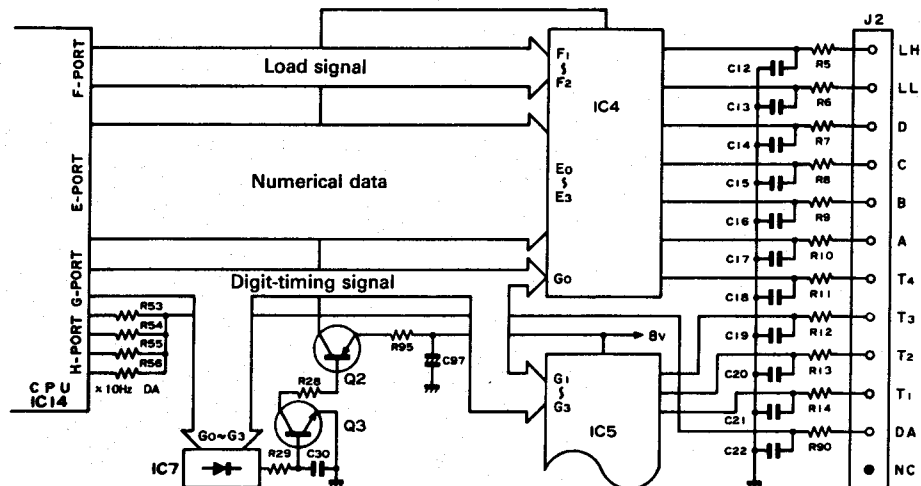 J2
F-PORT
Load signal
F1
F2
IC4
C12
R5
LH
C13
R6
LL
C14
R7
D
E-PORT
Numerical data
E0
E3
C15
R8
C
C16
R9
B
C17
R10
A
G-PORT
Digit-timing signal
G0
C18
R11
T4
H-PORT
R53
R54
R55
R56
×10Hz DA
CPU
IC14
R95
C97
8v
Q2
R28
Q3
C19
R12
T3
C20
R13
T2
G1
G3
IC5
C21
R14
T1
C22
R90
DA
G0~G3
IC7
R29
C30
NC